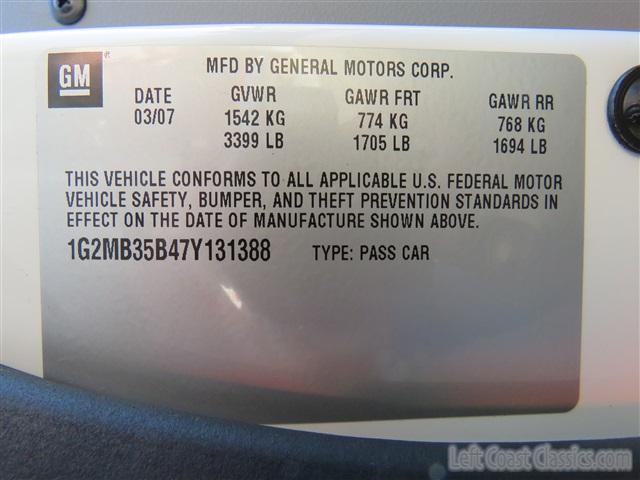 GM
MFD BY GENERAL MOTORS CORP.
DATE GVWR GAWR FRT GAWR RR
03/07 1542 KG 774 KG 768 KG
3399 LB 1705 LB 1694 LB
THIS VEHICLE CONFORMS TO ALL APPLICABLE U.S. FEDERAL MOTOR
VEHICLE SAFETY, BUMPER, AND THEFT PREVENTION STANDARDS IN
EFFECT ON THE DATE OF MANUFACTURE SHOWN ABOVE.
1G2MB35B47Y131388 TYPE: PASS CAR
Left Coast Classics.com